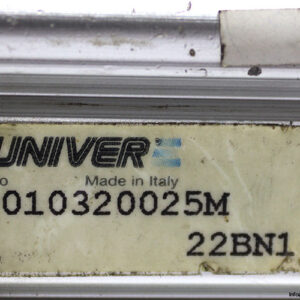 UNIVER
o Made in Italy
010320025M
22BN1